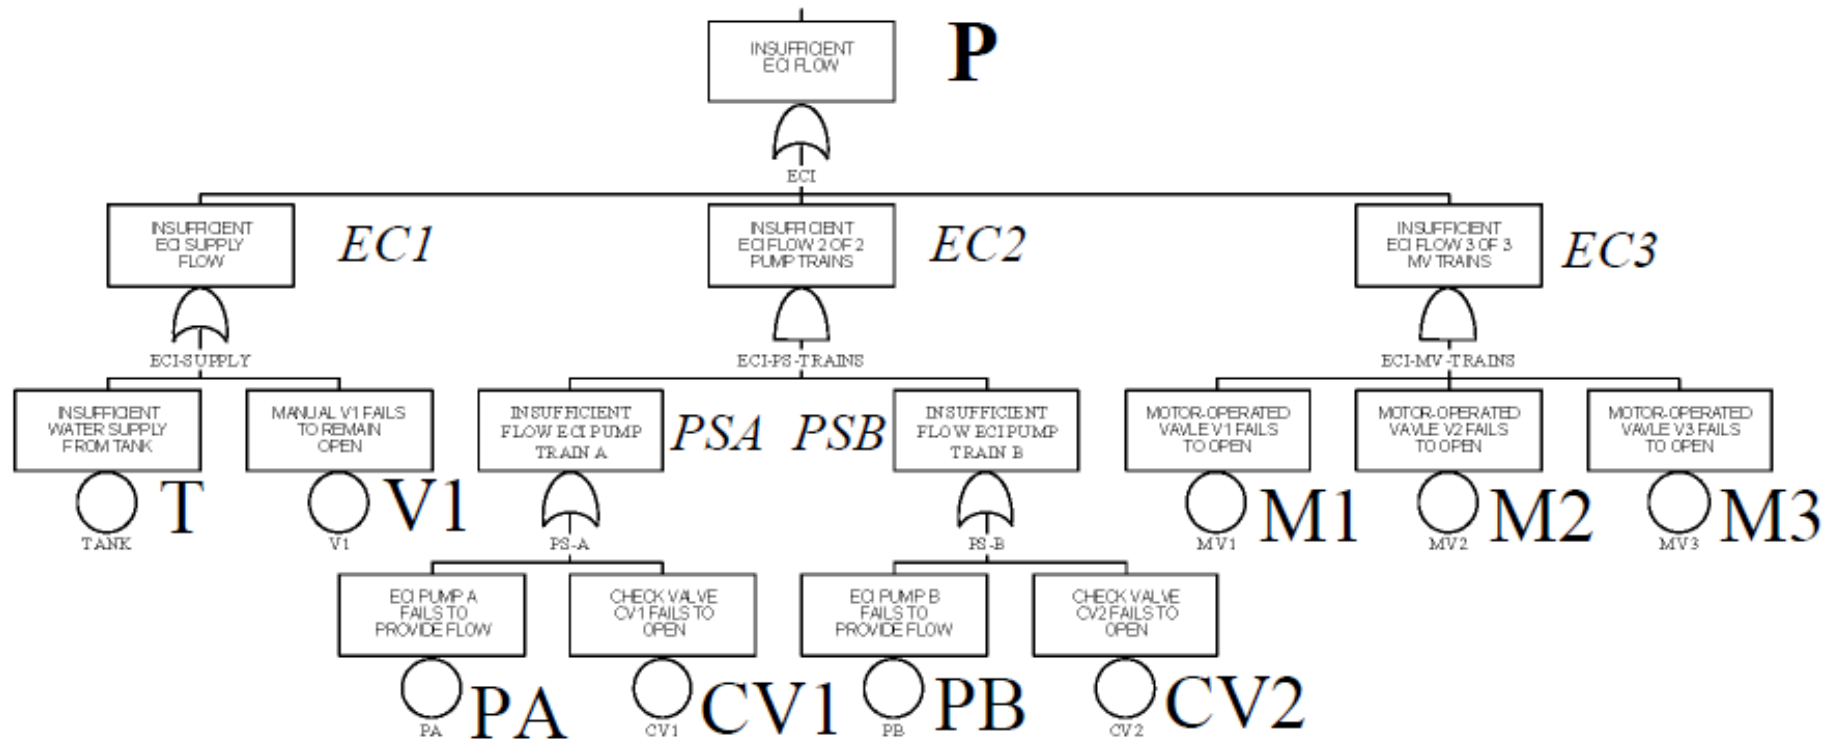 INSUFFICIENT
ECI FLOW
P
ECI
INSUFFICIENT
ECI SUPPLY
FLOW
EC1
INSUFFICIENT
ECI FLOW 2 OF 2
PUMP TRAINS
EC2
INSUFFICIENT
ECI FLOW 3 OF 3
MV TRAINS
EC3
ECI-SUPPLY
ECI-PS-TRAINS
ECI-MV-TRAINS
INSUFFICIENT
WATER SUPPLY
FROM TANK
MANUAL V1 FAILS
TO REMAIN
OPEN
INSUFFICIENT
FLOW ECI PUMP
TRAIN A
PSA
PSB
INSUFFICIENT
FLOW ECI PUMP
TRAIN B
MOTOR-OPERATED
VAVLE V1 FAILS
TO OPEN
MOTOR-OPERATED
VAVLE V2 FAILS
TO OPEN
MOTOR-OPERATED
VAVLE V3 FAILS
TO OPEN
T
TANK
V1
V1
PS-A
PS-B
M1
MV1
M2
MV2
M3
MV3
ECI PUMP A
FAILS TO
PROVIDE FLOW
CHECK VALVE
CV1 FAILS TO
OPEN
ECI PUMP B
FAILS TO
PROVIDE FLOW
CHECK VALVE
CV2 FAILS TO
OPEN
PA
PA
CV1
CV1
PB
PB
CV2
CV2